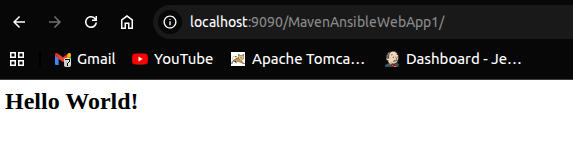 localhost:9090/MavenAnsibleWebApp1/
Gmail YouTube Apache Tomca... Dashboard - Je...
Hello World!